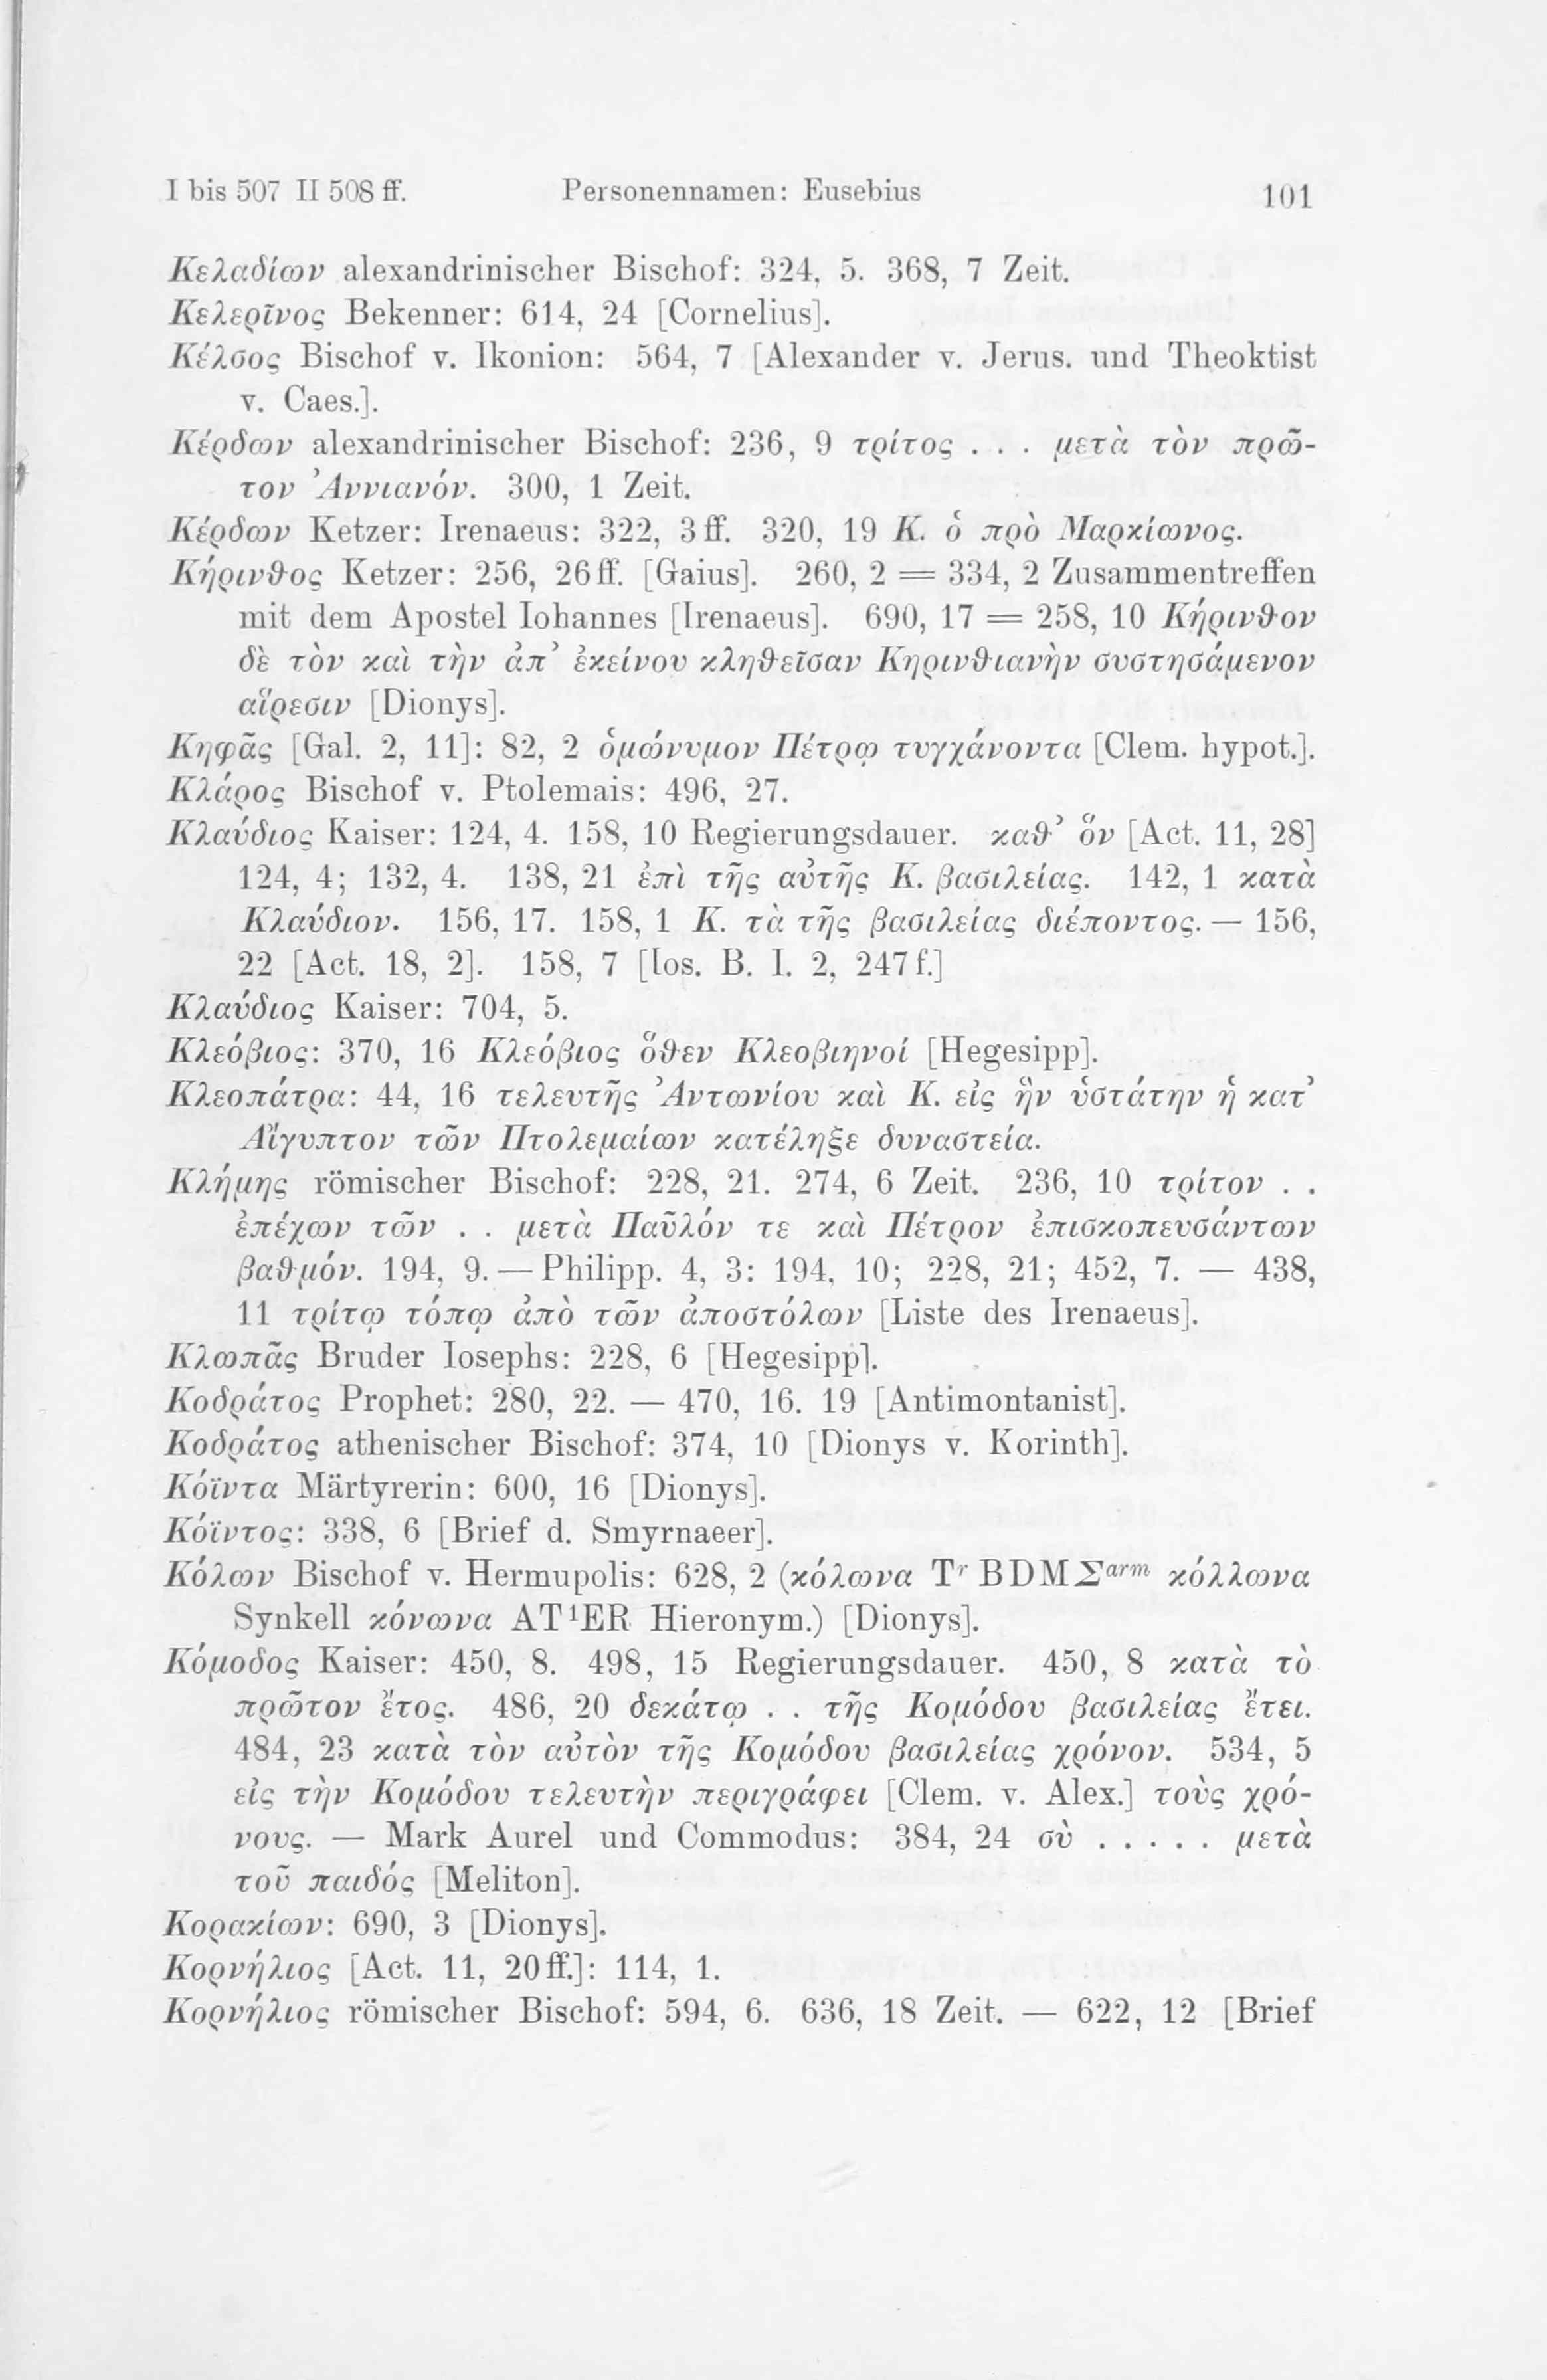 I bis 507 II 508 ff. Personennamen: Eusebius 101
Κελαδίων alexandrinischer Bischof: 324, 5. 368, 7 Zeit.
Κελερῖνος Bekenner: 614, 24 [Cornelius].
Κέλσος Bischof v. Ikonion: 564, 7 [Alexander v. Jerus. und Theoktist
v. Caes.].
Κέρδων alexandrinischer Bischof: 236, 9 τρίτος . . . μετὰ τὸν πρῶ-
τον Ἀννιανόν. 300, 1 Zeit.
Κέρδων Ketzer: Irenaeus: 322, 3 ff. 320, 19 Κ. ὁ πρὸ Μαρκίωνος.
Κήρινθος Ketzer: 256, 26 ff. [Gaius]. 260, 2 = 334, 2 Zusammentreffen
mit dem Apostel Iohannes [Irenaeus]. 690, 17 = 258, 10 Κήρινθον
δὲ τὸν καὶ τὴν ἀπ’ ἐκείνου κληθεῖσαν Κηρινθιανὴν συστησάμενον
αἵρεσιν [Dionys].
Κηφᾶς [Gal. 2, 11]: 82, 2 ὁμώνυμον Πέτρῳ τυγχάνοντα [Clem. hypot.].
Κλάρος Bischof v. Ptolemais: 496, 27.
Κλαύδιος Kaiser: 124, 4. 158, 10 Regierungsdauer. καθ’ ὃν [Act. 11, 28]
124, 4; 132, 4. 138, 21 ἐπὶ τῆς αὐτῆς Κ. βασιλείας. 142, 1 κατὰ
Κλαύδιον. 156, 17. 158, 1 Κ. τὰ τῆς βασιλείας διέποντος. — 156,
22 [Act. 18, 2]. 158, 7 [Ios. B. I. 2, 247 f.]
Κλαύδιος Kaiser: 704, 5.
Κλεόβιος: 370, 16 Κλεόβιος ὅθεν Κλεοβιηνοί [Hegesipp].
Κλεοπάτρα: 44, 16 τελευτῆς Ἀντωνίου καὶ Κ. εἰς ἣν ὑστάτην ἡ κατ’
Αἴγυπτον τῶν Πτολεμαίων κατέληξε δυναστεία.
Κλήμης römischer Bischof: 228, 21. 274, 6 Zeit. 236, 10 τρίτον . .
ἐπέχων τῶν . . μετὰ Παῦλόν τε καὶ Πέτρον ἐπισκοπευσάντων
βαθμόν. 194, 9. — Philipp. 4, 3: 194, 10; 228, 21; 452, 7. — 438,
11 τρίτῳ τόπῳ ἀπὸ τῶν ἀποστόλων [Liste des Irenaeus].
Κλωπᾶς Bruder Iosephs: 228, 6 [Hegesipp].
Κοδράτος Prophet: 280, 22. — 470, 16. 19 [Antimontanist].
Κοδράτος athenischer Bischof: 374, 10 [Dionys v. Korinth].
Κόϊντα Märtyrerin: 600, 16 [Dionys].
Κόϊντος: 338, 6 [Brief d. Smyrnaeer].
Κόλων Bischof v. Hermupolis: 628, 2 (κόλωνα Tʳ BDMΣᵃʳᵐ κόλλωνα
Synkell κόνωνα AT¹ER Hieronym.) [Dionys].
Κόμοδος Kaiser: 450, 8. 498, 15 Regierungsdauer. 450, 8 κατὰ τὸ
πρῶτον ἔτος. 486, 20 δεκάτῳ . . τῆς Κομόδου βασιλείας ἔτει.
484, 23 κατὰ τὸν αὐτὸν τῆς Κομόδου βασιλείας χρόνον. 534, 5
εἰς τὴν Κομόδου τελευτὴν περιγράφει [Clem. v. Alex.] τοὺς χρό-
νους. — Mark Aurel und Commodus: 384, 24 σὺ . . . . . μετὰ
τοῦ παιδός [Meliton].
Κορακίων: 690, 3 [Dionys].
Κορνήλιος [Act. 11, 20 ff.]: 114, 1.
Κορνήλιος römischer Bischof: 594, 6. 636, 18 Zeit. — 622, 12 [Brief